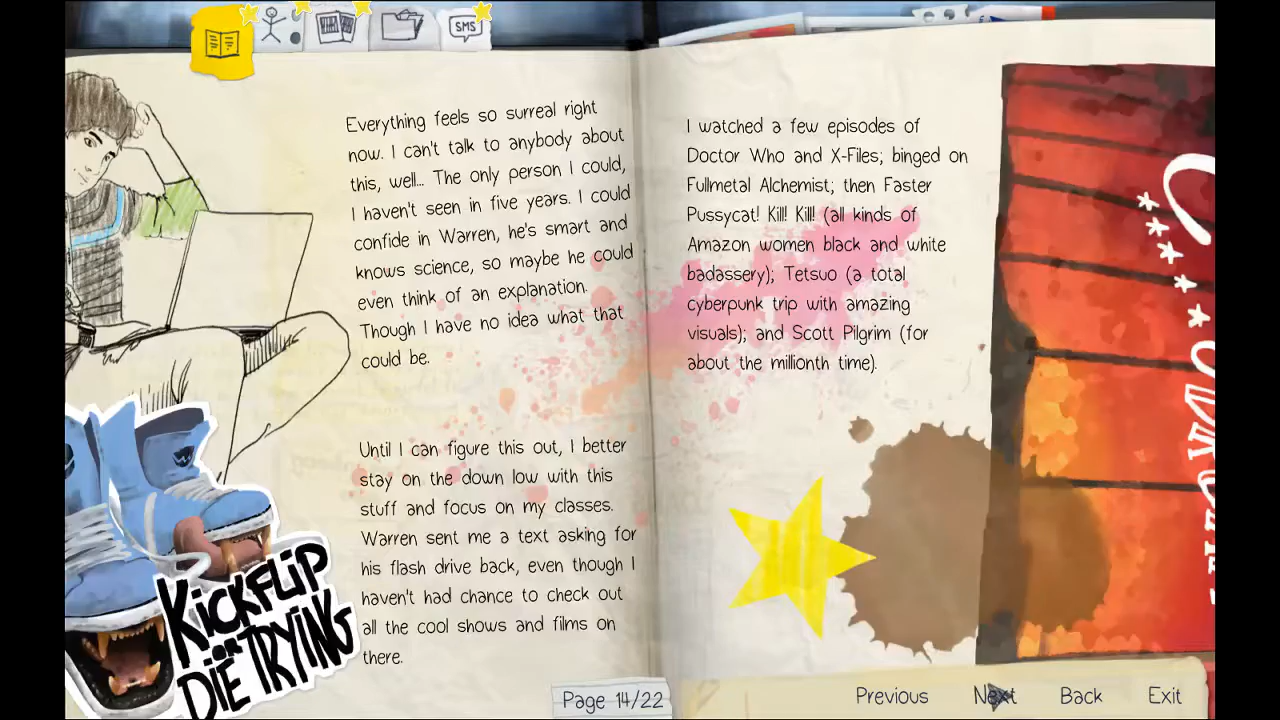 SMS
Everything feels so surreal right
now. I can't talk to anybody about
this, well... The only person I could,
I haven't seen in five years. I could
confide in Warren, he's smart and
knows science, so maybe he could
even think of an explanation.
Though I have no idea what that
could be.
Until I can figure this out, I better
stay on the down low with this
stuff and focus on my classes.
Warren sent me a text asking for
his flash drive back, even though I
haven't had chance to check out
all the cool shows and films on
there.
KICKFLIP
OR
DIE TRYING
I watched a few episodes of
Doctor Who and X-Files; binged on
Fullmetal Alchemist; then Faster
Pussycat! Kill! Kill! (all kinds of
Amazon women black and white
badassery); Tetsuo (a total
cyberpunk trip with amazing
visuals); and Scott Pilgrim (for
about the millionth time).
Page 14/22
Previous Next Back Exit